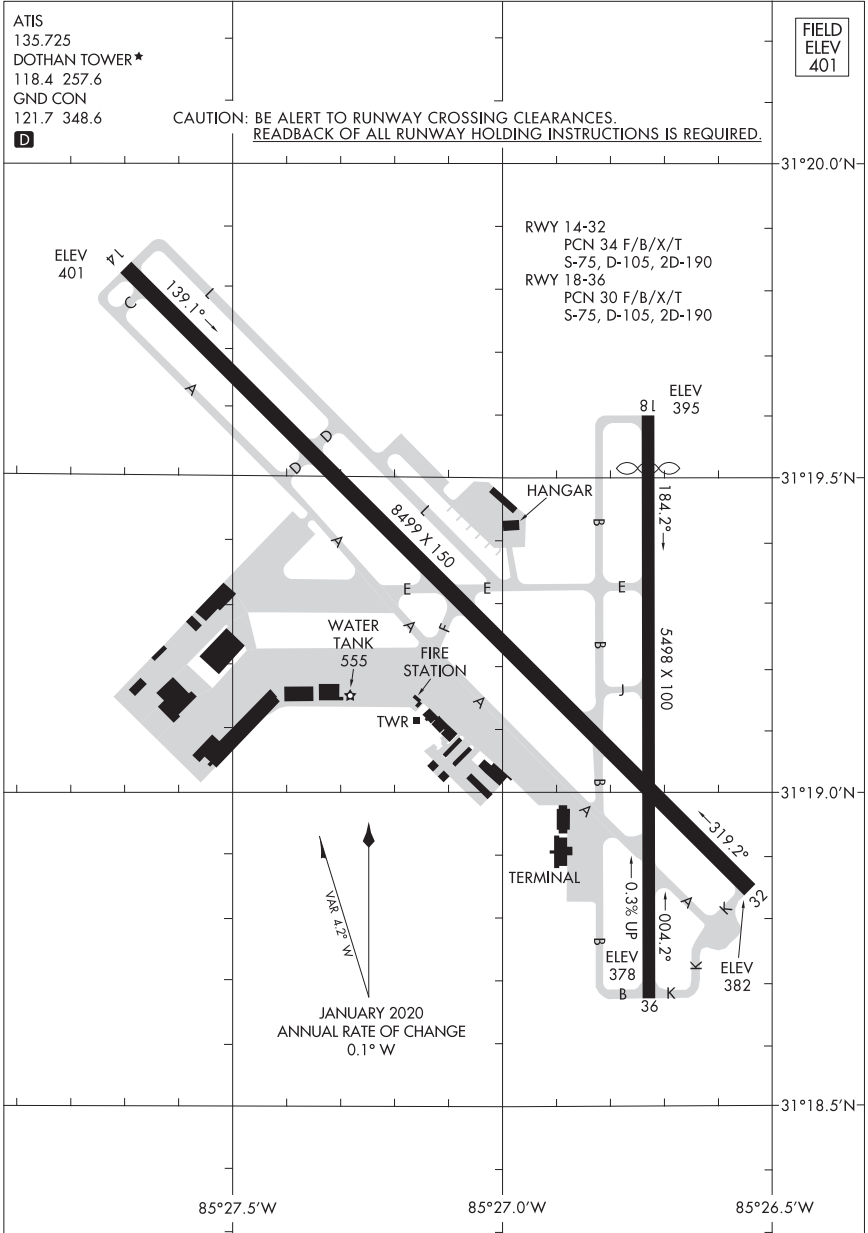 ATIS
135.725
DOTHAN TOWER★
118.4 257.6
GND CON
121.7 348.6
D
FIELD
ELEV
401
CAUTION: BE ALERT TO RUNWAY CROSSING CLEARANCES.
READBACK OF ALL RUNWAY HOLDING INSTRUCTIONS IS REQUIRED.
31°20.0'N
RWY 14-32
PCN 34 F/B/X/T
S-75, D-105, 2D-190
RWY 18-36
PCN 30 F/B/X/T
S-75, D-105, 2D-190
ELEV
401
14
C
139.1°→
L
A
D
D
ELEV
395
18
31°19.5'N
HANGAR
L
8499 X 150
184.2°→
B
A
E
E
E
A
F
WATER
TANK
555
FIRE
STATION
TWR
B
5498 X 100
J
A
B
31°19.0'N
A
←319.2°
TERMINAL
←0.3% UP
←004.2°
A
K
32
B
ELEV
378
K
ELEV
382
B
K
36
VAR 4.2° W
JANUARY 2020
ANNUAL RATE OF CHANGE
0.1° W
31°18.5'N
85°27.5'W
85°27.0'W
85°26.5'W